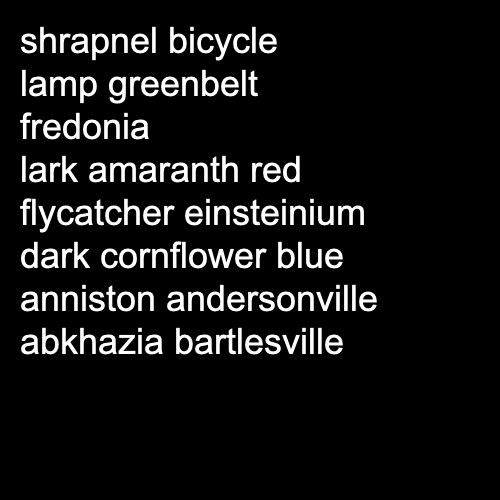 shrapnel bicycle
lamp greenbelt
fredonia
lark amaranth red
flycatcher einsteinium
dark cornflower blue
anniston andersonville
abkhazia bartlesville